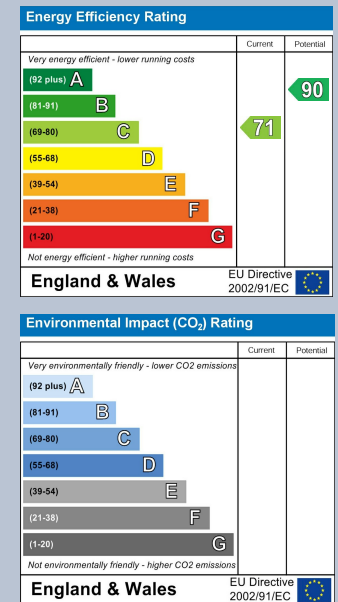 Energy Efficiency Rating
Current Potential
Very energy efficient - lower running costs
(92 plus) A
(81-91) B
(69-80) C
(55-68) D
(39-54) E
(21-38) F
(1-20) G
71
90
Not energy efficient - higher running costs
England & Wales
EU Directive
2002/91/EC
Environmental Impact (CO₂) Rating
Current Potential
Very environmentally friendly - lower CO2 emissions
(92 plus) A
(81-91) B
(69-80) C
(55-68) D
(39-54) E
(21-38) F
(1-20) G
Not environmentally friendly - higher CO2 emissions
England & Wales
EU Directive
2002/91/EC